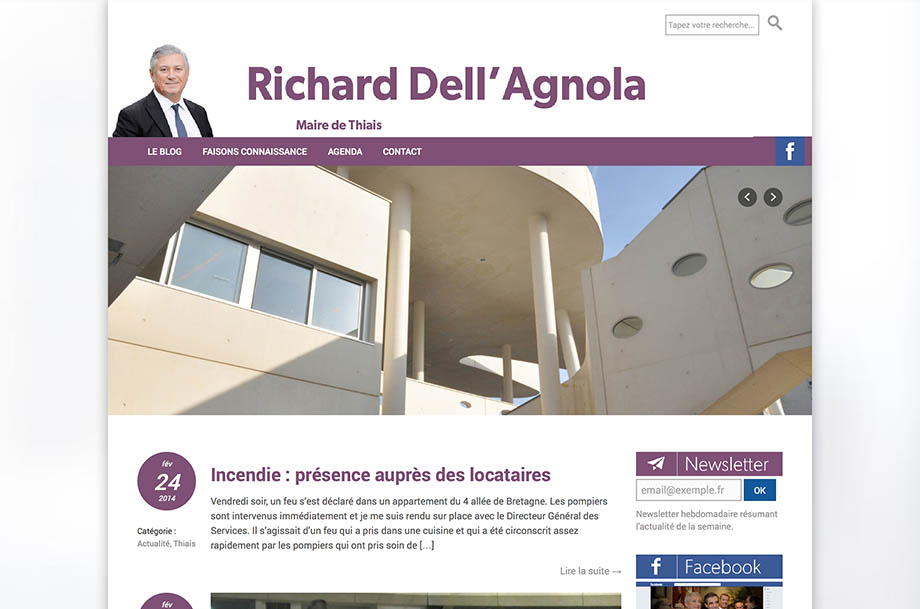 Tapez votre recherche...
Richard Dell'Agnola
Maire de Thiais
LE BLOG FAISONS CONNAISSANCE AGENDA CONTACT
f
fév
24
2014
Catégorie :
Actualité, Thiais
Incendie : présence auprès des locataires
Vendredi soir, un feu s'est déclaré dans un appartement du 4 allée de Bretagne. Les pompiers
sont intervenus immédiatement et je me suis rendu sur place avec le Directeur Général des
Services. Il s'agissait d'un feu qui a pris dans une cuisine et qui a été circonscrit assez
rapidement par les pompiers qui ont pris soin de [...]
Lire la suite →
Newsletter
email@exemple.fr OK
Newsletter hebdomadaire résumant
l'actualité de la semaine.
f Facebook
fév